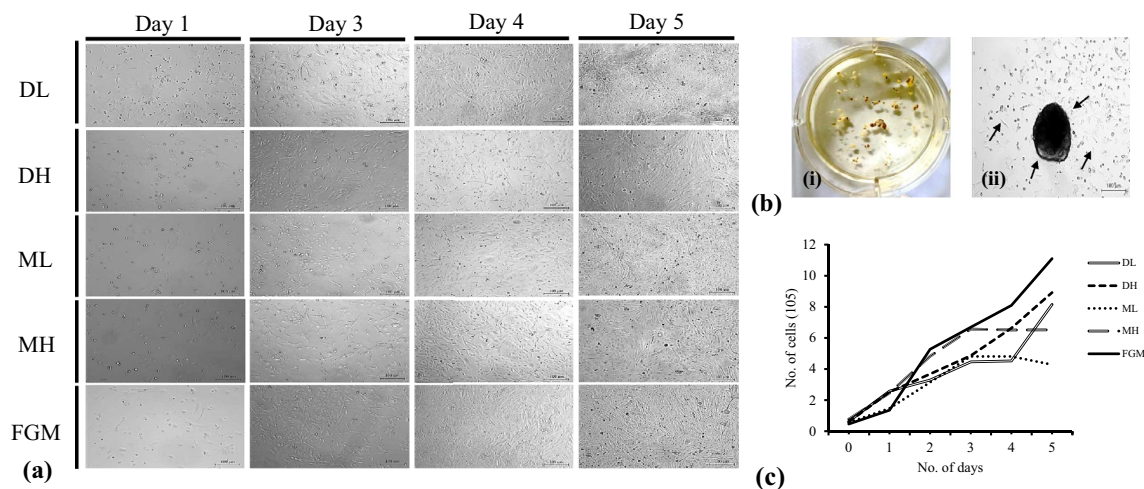 Day 1 Day 3 Day 4 Day 5
DL
DH
ML
MH
FGM
(a)
(i)
(ii)
100 µm
(b)
12
10
8
6
4
2
0
No. of cells (105)
0 1 2 3 4 5
No. of days
DL
DH
ML
MH
FGM
(c)